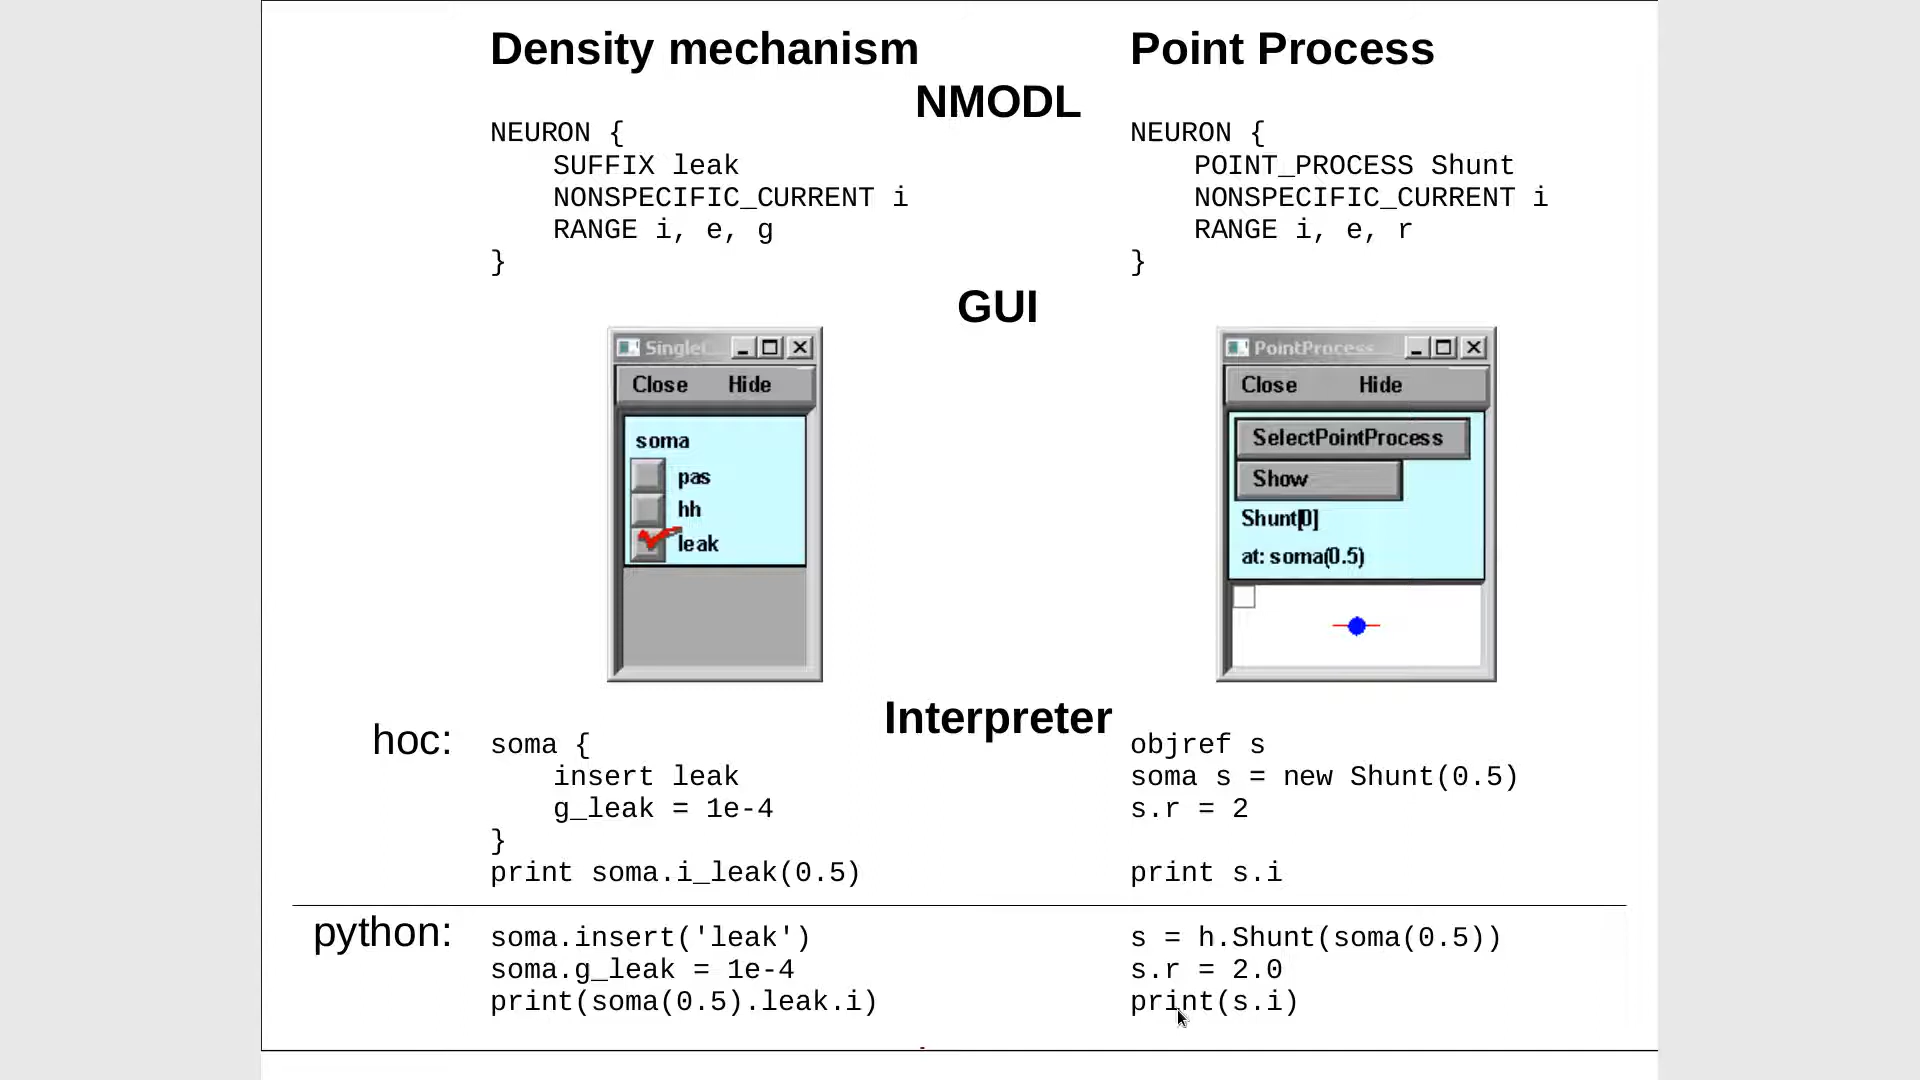 Density mechanism
Point Process
NMODL
NEURON {
SUFFIX leak
NONSPECIFIC_CURRENT i
RANGE i, e, g
}
NEURON {
POINT_PROCESS Shunt
NONSPECIFIC_CURRENT i
RANGE i, e, r
}
GUI
Close Hide
soma
pas
hh
leak
PointProcess
Close Hide
SelectPointProcess
Show
Shunt[0]
at: soma(0.5)
Interpreter
hoc:
soma {
insert leak
g_leak = 1e-4
}
print soma.i_leak(0.5)
objref s
soma s = new Shunt(0.5)
s.r = 2
print s.i
python:
soma.insert('leak')
soma.g_leak = 1e-4
print(soma(0.5).leak.i)
s = h.Shunt(soma(0.5))
s.r = 2.0
print(s.i)